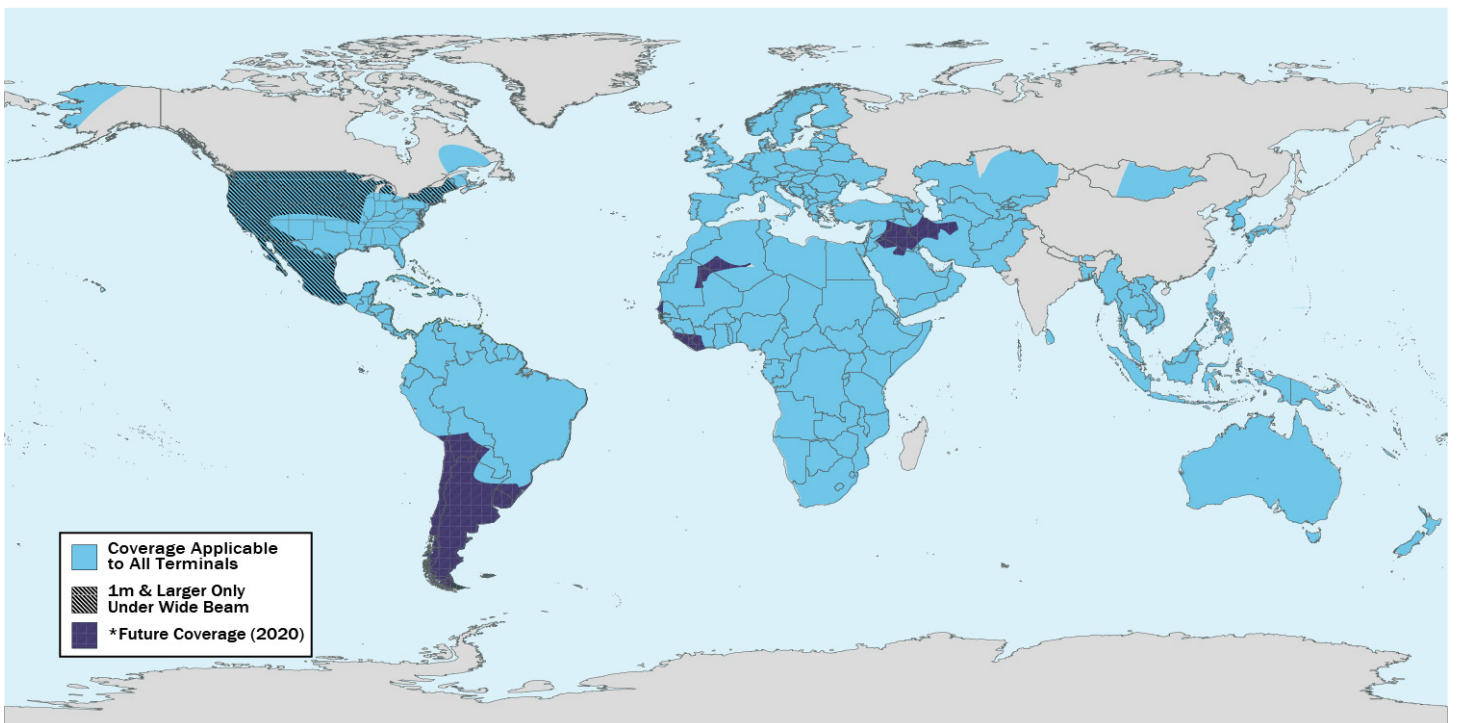 Coverage Applicable
to All Terminals
1m & Larger Only
Under Wide Beam
*Future Coverage (2020)